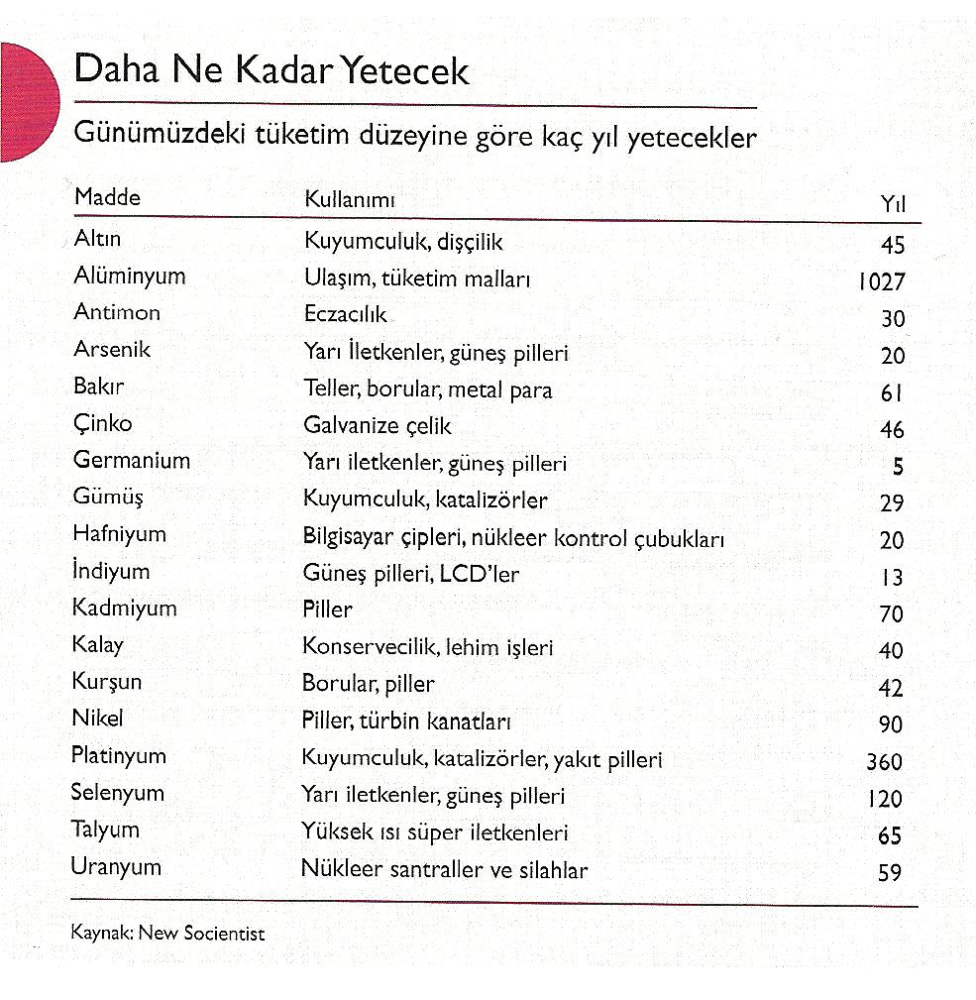 Daha Ne Kadar Yetecek
Günümüzdeki tüketim düzeyine göre kaç yıl yetecekler
Madde Kullanımı Yıl
Altın Kuyumculuk, dişçilik 45
Alüminyum Ulaşım, tüketim malları 1027
Antimon Eczacılık 30
Arsenik Yarı İletkenler, güneş pilleri 20
Bakır Teller, borular, metal para 61
Çinko Galvanize çelik 46
Germanium Yarı iletkenler, güneş pilleri 5
Gümüş Kuyumculuk, katalizörler 29
Hafniyum Bilgisayar çipleri, nükleer kontrol çubukları 20
İndiyum Güneş pilleri, LCD'ler 13
Kadmiyum Piller 70
Kalay Konservecilik, lehim işleri 40
Kurşun Borular, piller 42
Nikel Piller, türbin kanatları 90
Platinyum Kuyumculuk, katalizörler, yakıt pilleri 360
Selenyum Yarı iletkenler, güneş pilleri 120
Talyum Yüksek ısı süper iletkenleri 65
Uranyum Nükleer santraller ve silahlar 59
Kaynak: New Socientist